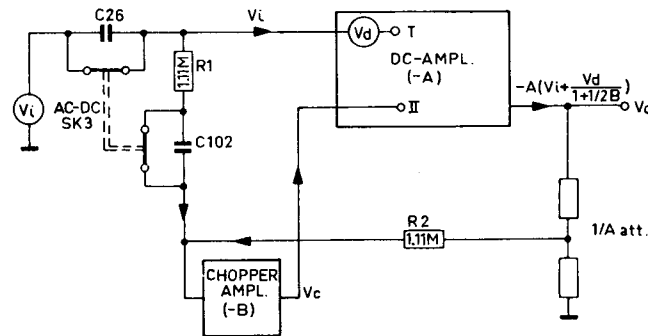 C26
Vi
Vd
I
DC-AMPL.
(-A)
-A(Vi+ Vd
1+1/2B)
Vo
1.11M
R1
Vi
AC-DC
SK3
II
C102
R2
1.11M
1/A att.
CHOPPER
AMPL.
(-B)
Vc